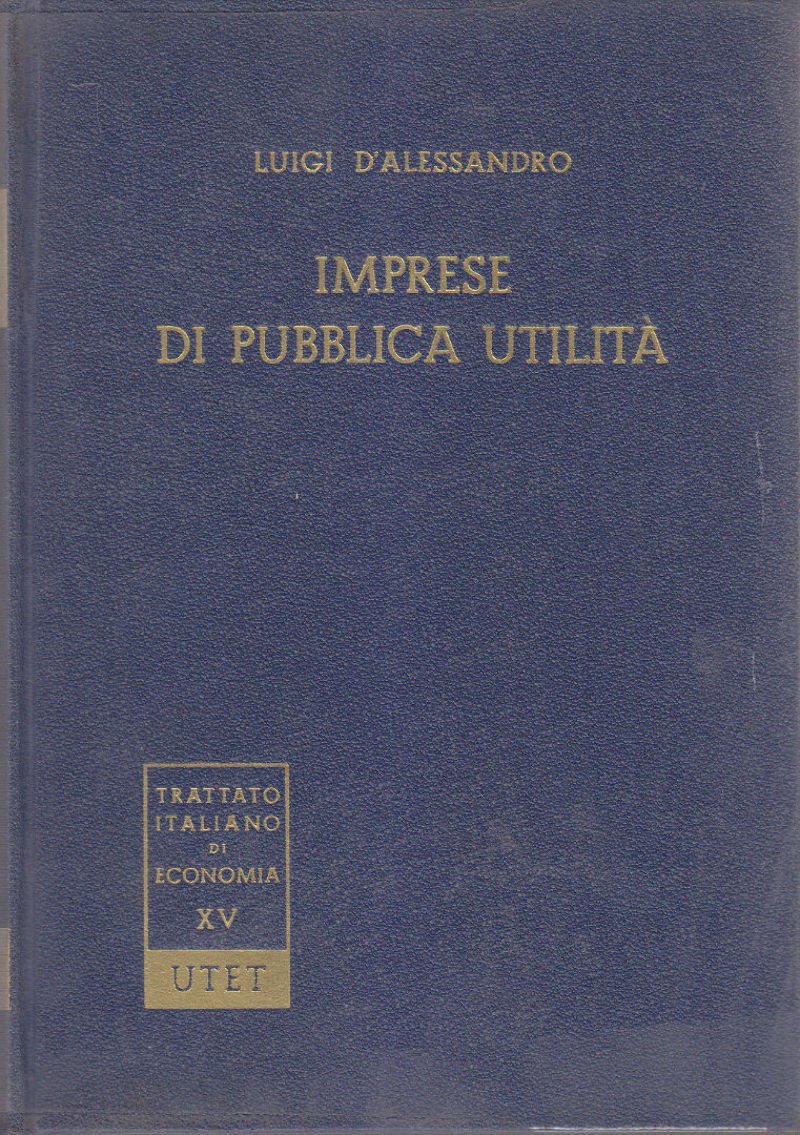 LUIGI D'ALESSANDRO
IMPRESE
DI PUBBLICA UTILITÀ
TRATTATO
ITALIANO
DI
ECONOMIA
XV
UTET